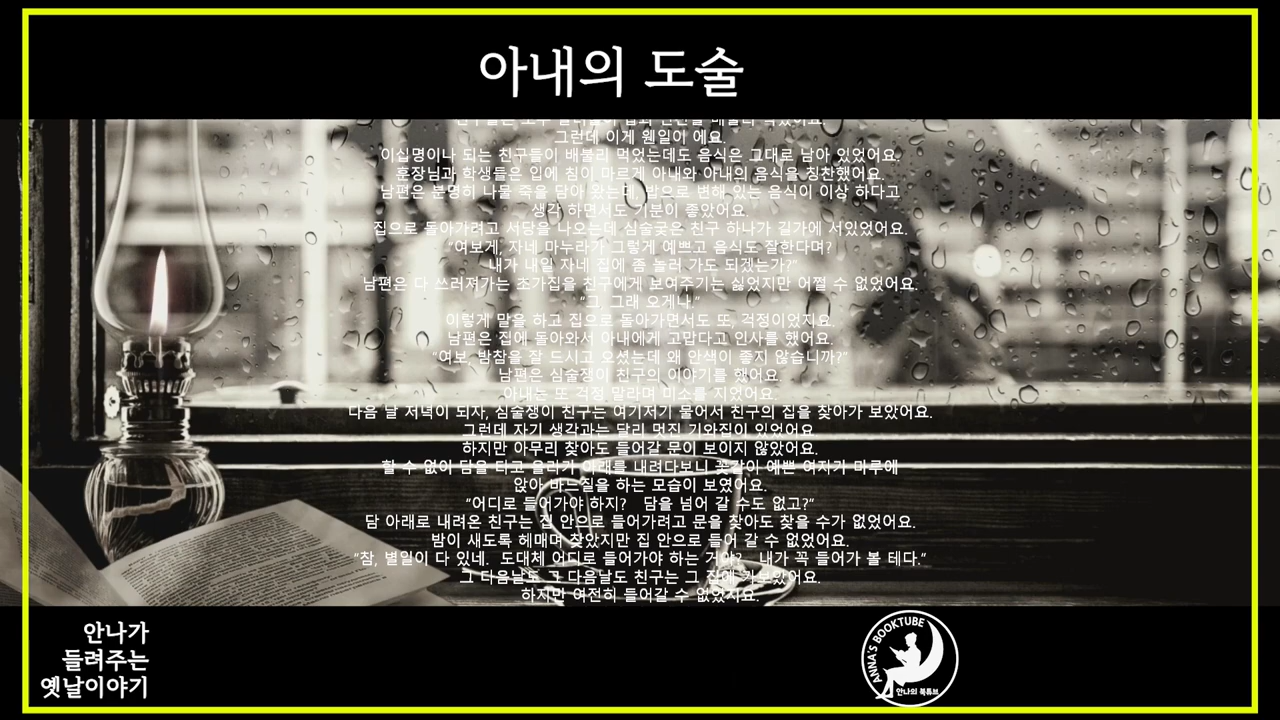 아내의 도술
그런데 이게 웬일이 에요.
이십명이나 되는 친구들이 배불리 먹었는데도 음식은 그대로 남아 있었어요.
훈장님과 학생들은 입에 침이 마르게 아내와 아내의 음식을 칭찬했어요.
남편은 분명히 나물 죽을 담아 왔는데, 밥으로 변해 있는 음식이 이상 하다고
생각 하면서도 기분이 좋았어요.
집으로 돌아가려고 서당을 나오는데 심술궂은 친구 하나가 길가에 서있었어요.
"여보게, 자네 마누라가 그렇게 예쁘고 음식도 잘한다며?
내가 내일 자네 집에 좀 놀러 가도 되겠는가?"
남편은 다 쓰러져가는 초가집을 친구에게 보여주기는 싫었지만 어쩔 수 없었어요.
"그, 그래 오게나."
이렇게 말을 하고 집으로 돌아가면서도 또, 걱정이었지요.
남편은 집에 돌아와서 아내에게 고맙다고 인사를 했어요.
"여보, 밤참을 잘 드시고 오셨는데 왜 안색이 좋지 않습니까?"
남편은 심술쟁이 친구의 이야기를 했어요.
아내는 또 걱정 말라며 미소를 지었어요.
다음 날 저녁이 되자, 심술쟁이 친구는 여기저기 물어서 친구의 집을 찾아가 보았어요.
그런데 자기 생각과는 달리 멋진 기와집이 있었어요.
하지만 아무리 찾아도 들어갈 문이 보이지 않았어요.
할 수 없이 담을 타고 올라가 아래를 내려다보니 꽃같이 예쁜 여자가 마루에
앉아 바느질을 하는 모습이 보였어요.
"어디로 들어가야 하지? 담을 넘어 갈 수도 없고?"
담 아래로 내려온 친구는 집 안으로 들어가려고 문을 찾아도 찾을 수가 없었어요.
밤이 새도록 헤매며 찾았지만 집 안으로 들어 갈 수 없었어요.
"참, 별일이 다 있네. 도대체 어디로 들어가야 하는 거야? 내가 꼭 들어가 볼 테다."
그 다음날도 그 다음날도 친구는 그 집에 가보았어요.
하지만 여전히 들어갈 수 없었지요.
안나가
들려주는
옛날이야기
ANNA'S BOOKTUBE
안나의 북튜브